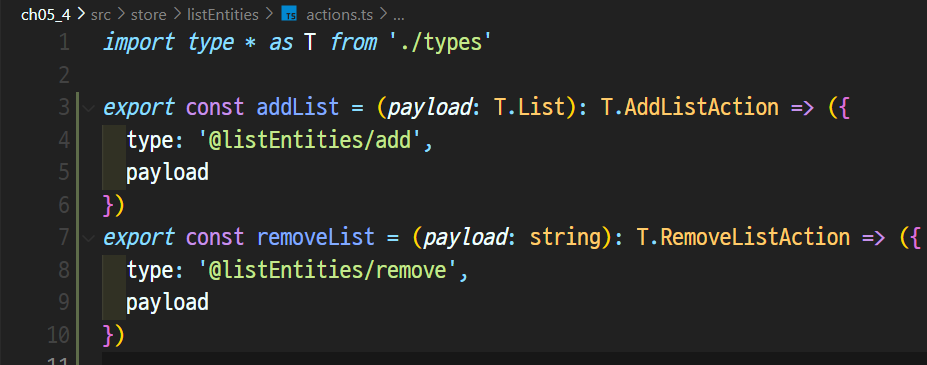 ch05_4 > src > store > listEntities > TS actions.ts > ...
1 import type * as T from './types'
2
3 export const addList = (payload: T.List): T.AddListAction => ({
4 type: '@listEntities/add',
5 payload
6 })
7 export const removeList = (payload: string): T.RemoveListAction => ({
8 type: '@listEntities/remove',
9 payload
10 })
11